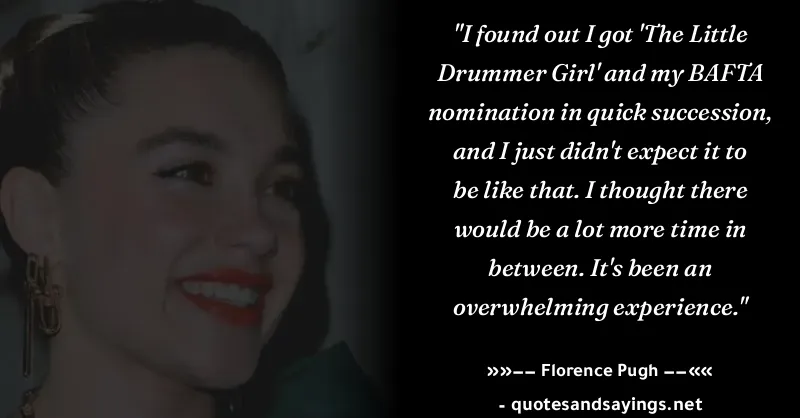 "I found out I got 'The Little
Drummer Girl' and my BAFTA
nomination in quick succession,
and I just didn't expect it to
be like that. I thought there
would be a lot more time in
between. It's been an
overwhelming experience."
»»−− Florence Pugh −−««
- quotesandsayings.net